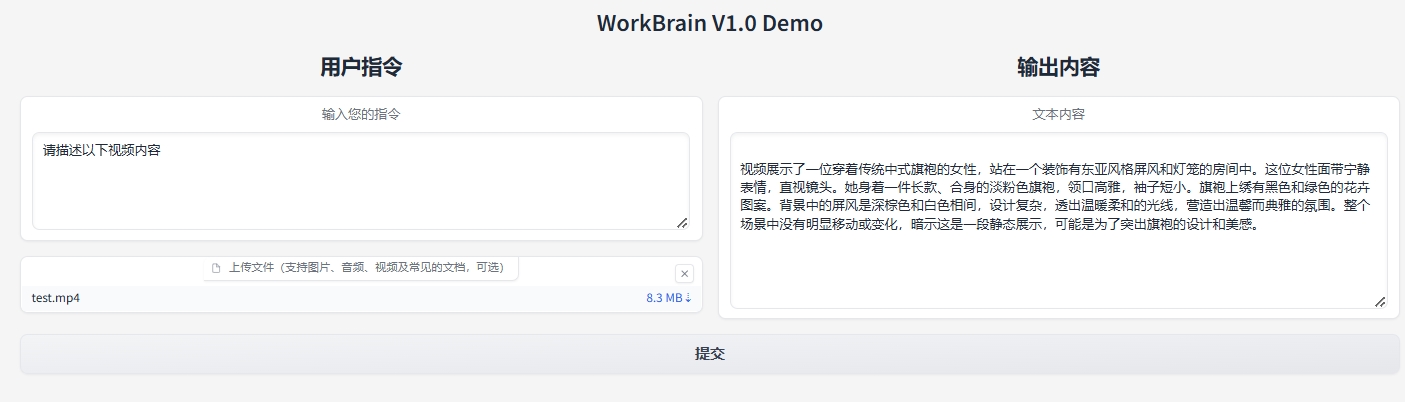 WorkBrain V1.0 Demo
用户指令
输入您的指令
请描述以下视频内容
上传文件（支持图片、音频、视频及常见的文档，可选）
test.mp4
8.3 MB⇣
输出内容
文本内容
视频展示了一位穿着传统中式旗袍的女性，站在一个装饰有东亚风格屏风和灯笼的房间中。这位女性面带宁静
表情，直视镜头。她身着一件长款、合身的淡粉色旗袍，领口高雅，袖子短小。旗袍上绣有黑色和绿色的花卉
图案。背景中的屏风是深棕色和白色相间，设计复杂，透出温暖柔和的光线，营造出温馨而典雅的氛围。整个
场景中没有明显移动或变化，暗示这是一段静态展示，可能是为了突出旗袍的设计和美感。
提交